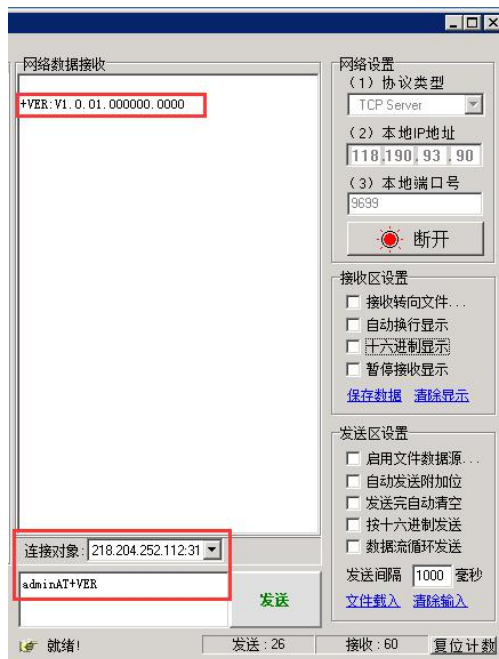 网络数据接收
+VER:V1.0.01.000000.0000
连接对象: 218.204.252.112:31
adminAT+VER
发送
网络设置
(1) 协议类型
TCP Server
(2) 本地IP地址
118.190.93.90
(3) 本地端口号
9699
断开
接收区设置
接收转向文件...
自动换行显示
十六进制显示
暂停接收显示
保存数据 清除显示
发送区设置
启用文件数据源...
自动发送附加位
发送完自动清空
按十六进制发送
数据流循环发送
发送间隔 1000 毫秒
文件载入 清除输入
就绪! 发送:26 接收:60 复位计数